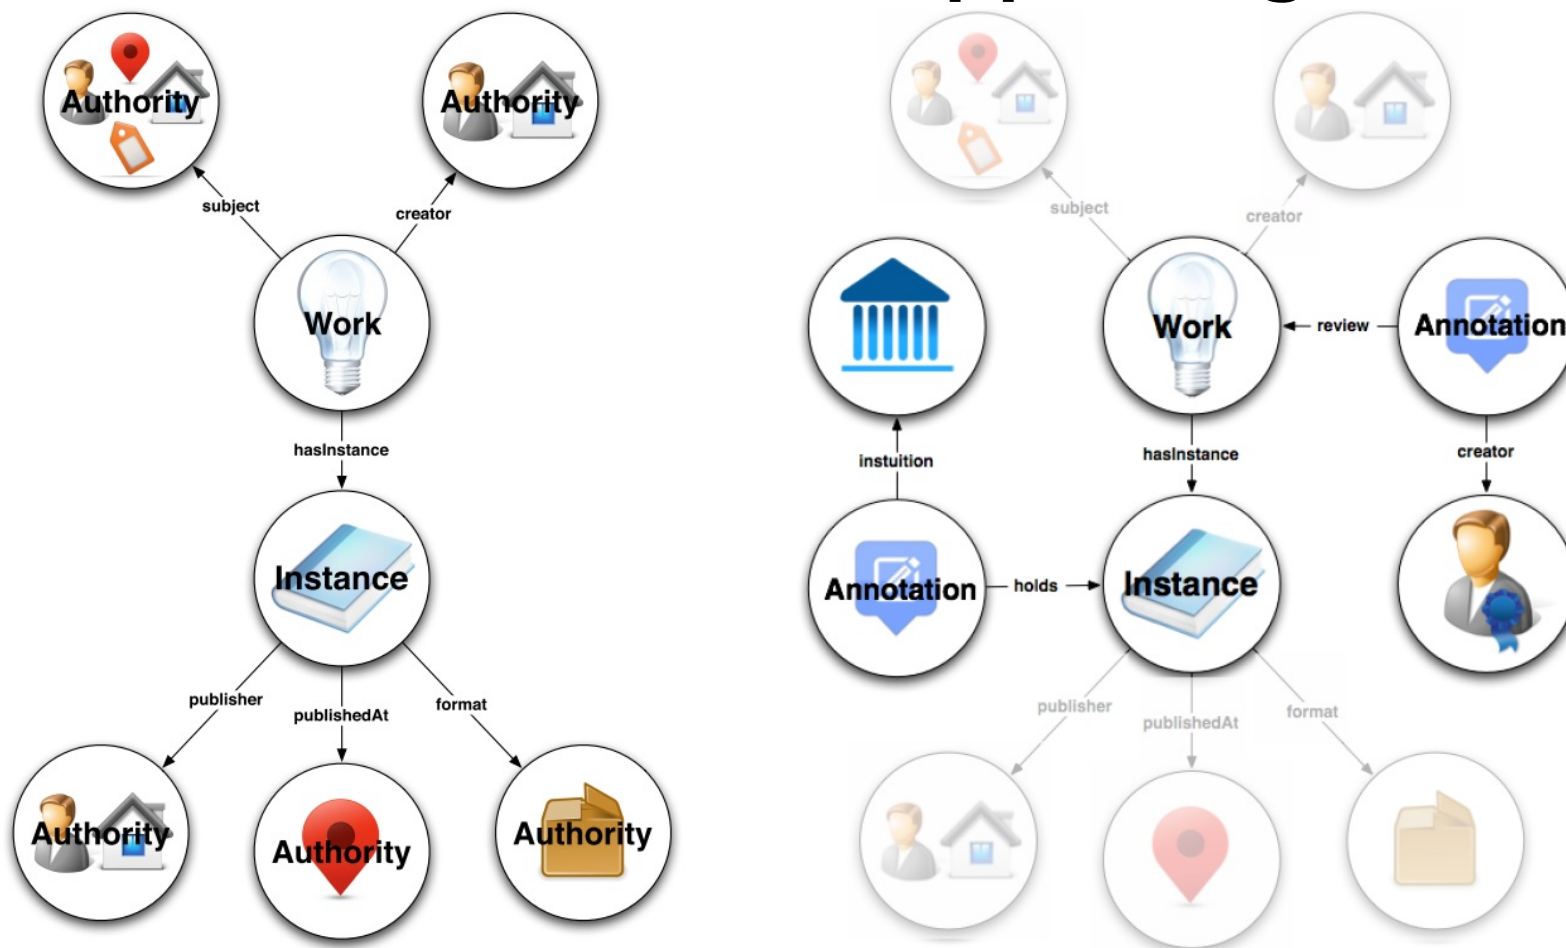 Authority
Authority
subject
creator
Work
hasInstance
Instance
publisher
publishedAt
format
Authority
Authority
Authority
subject
creator
Work
review
Annotation
instuition
hasInstance
creator
Annotation
holds
Instance
publisher
publishedAt
format